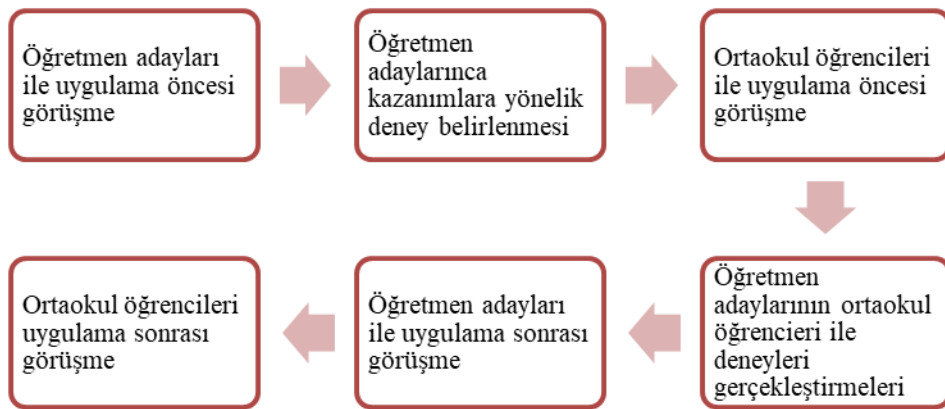 Öğretmen adayları
ile uygulama öncesi
görüşme
Öğretmen
adaylarınca
kazanımlara yönelik
deney belirlenmesi
Ortaokul öğrencileri
ile uygulama öncesi
görüşme
Öğretmen
adaylarının ortaokul
öğrencieri ile
deneyleri
gerçekleştirmeleri
Öğretmen adayları
ile uygulama sonrası
görüşme
Ortaokul öğrencileri
uygulama sonrası
görüşme